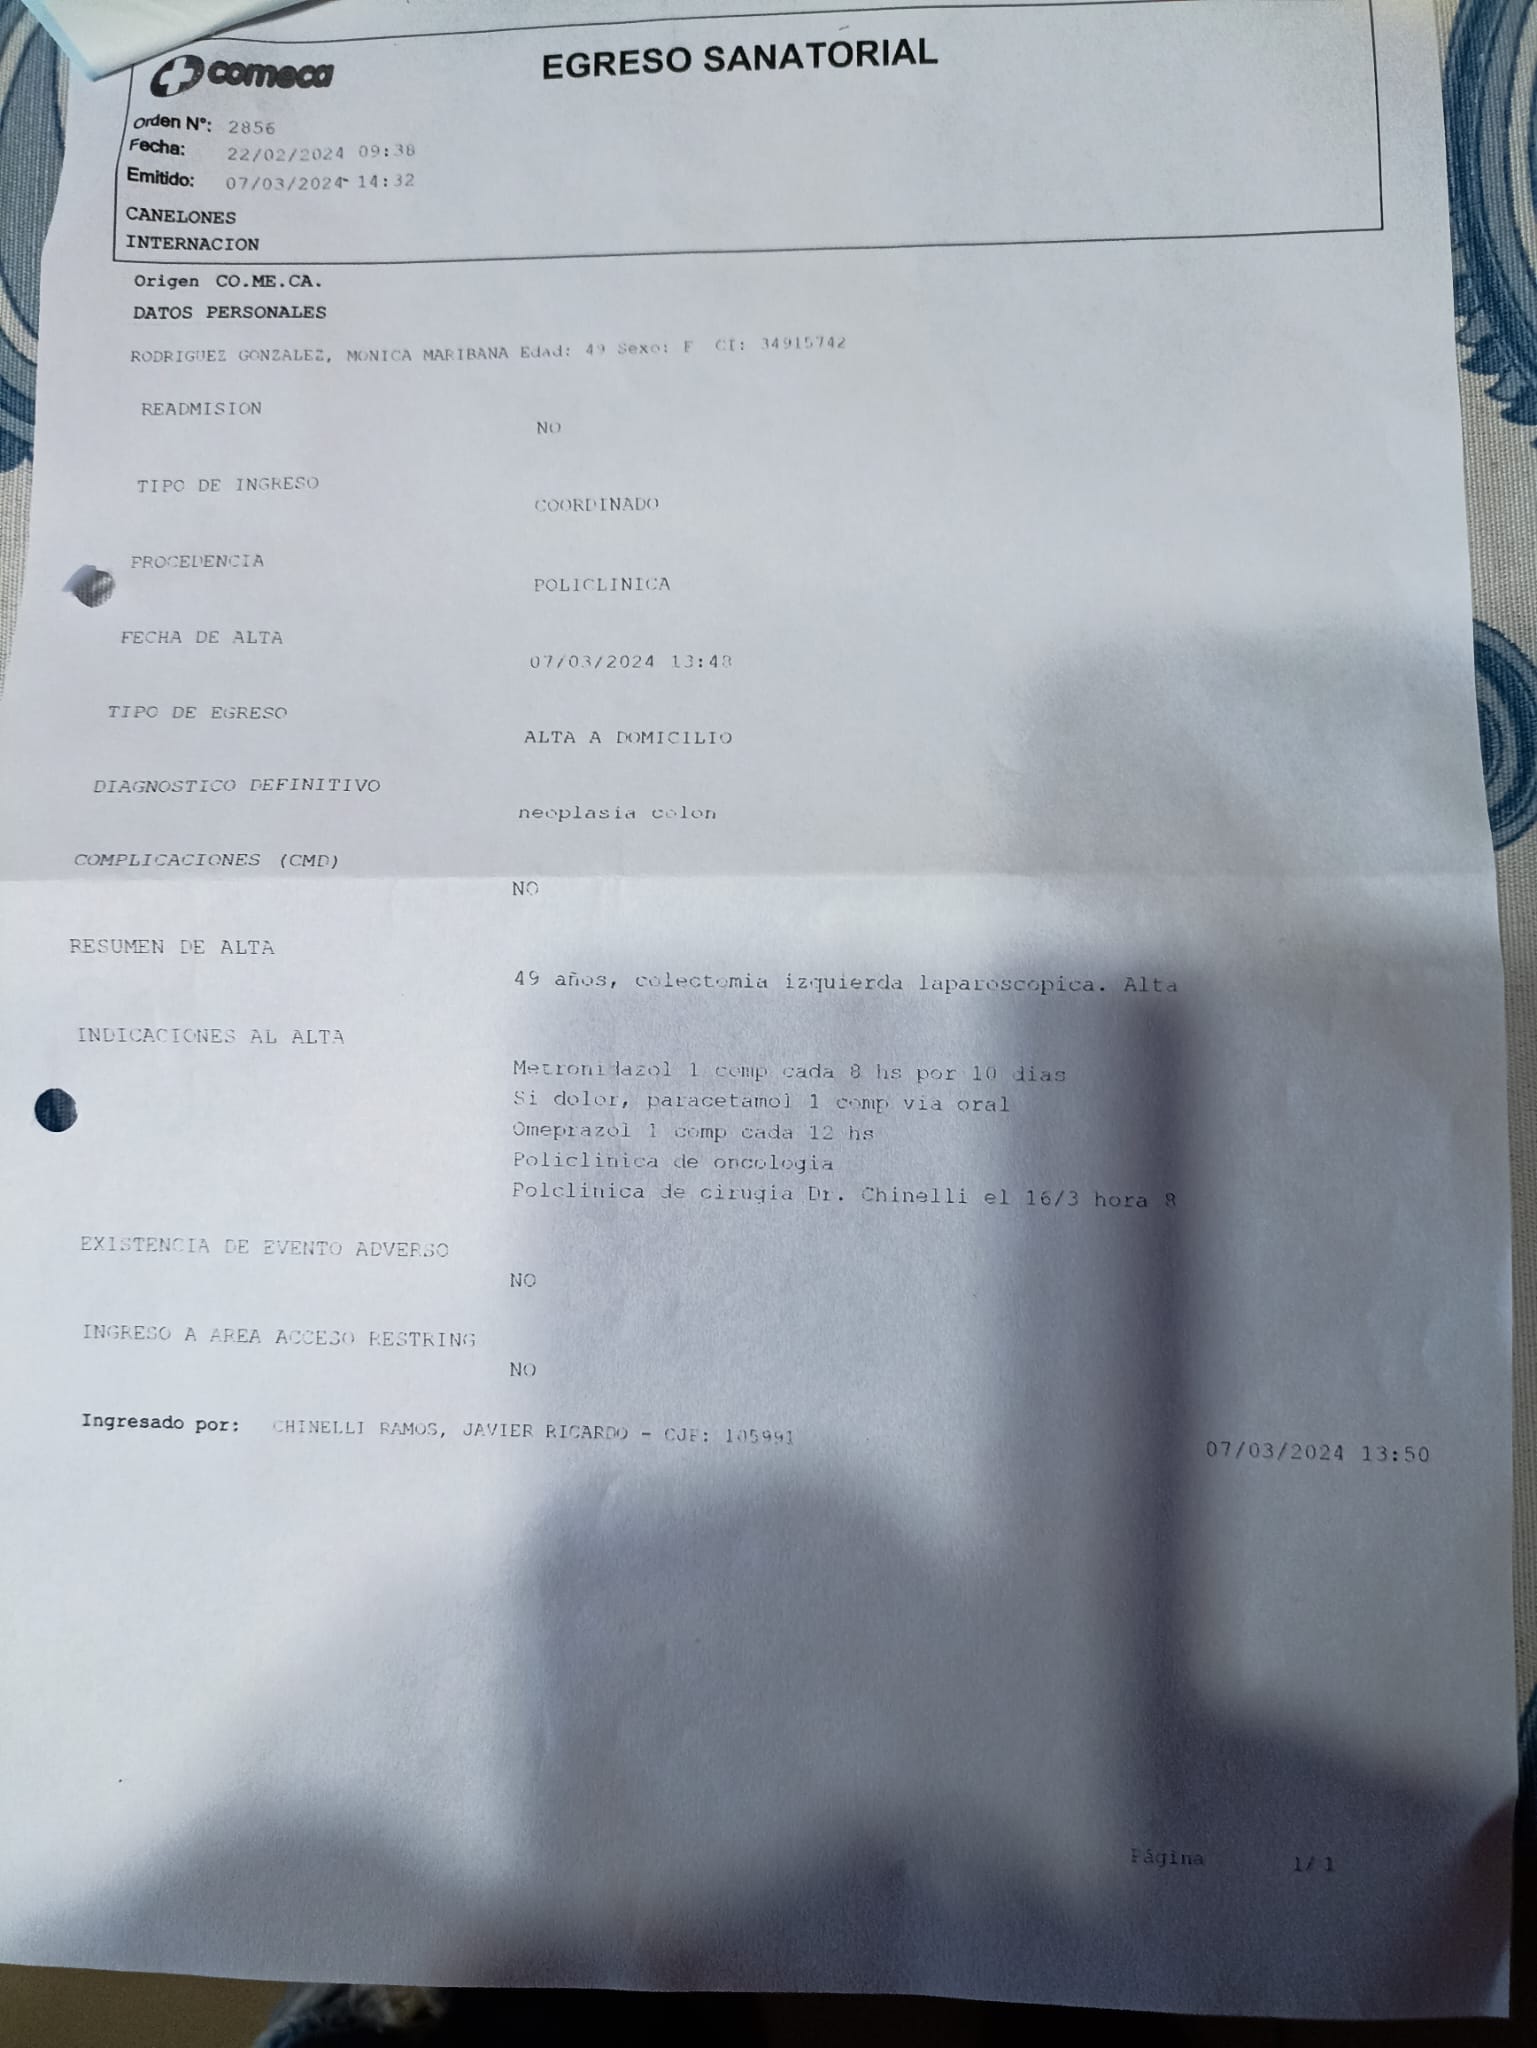 comeca
EGRESO SANATORIAL
Orden Nº: 2856
Fecha: 22/02/2024 09:38
Emitido: 07/03/2024 14:32
CANELONES
INTERNACION
Origen CO.ME.CA.
DATOS PERSONALES
RODRIGUEZ GONZALEZ, MONICA MARIBANA Edad: 49 Sexo: F CI: 34915742
READMISION
NO
TIPO DE INGRESO
COORDINADO
PROCEDENCIA
POLICLINICA
FECHA DE ALTA
07/03/2024 13:48
TIPO DE EGRESO
ALTA A DOMICILIO
DIAGNOSTICO DEFINITIVO
neoplasia colon
COMPLICACIONES (CMD)
NO
RESUMEN DE ALTA
49 años, colectomia izquierda laparoscopica. Alta
INDICACIONES AL ALTA
Metronidazol 1 comp cada 8 hs por 10 dias
Si dolor, paracetamol 1 comp via oral
Omeprazol 1 comp cada 12 hs
Policlinica de oncologia
Polclinica de cirugia Dr. Chinelli el 16/3 hora 8
EXISTENCIA DE EVENTO ADVERSO
NO
INGRESO A AREA ACCESO RESTRING
NO
Ingresado por: CHINELLI RAMOS, JAVIER RICARDO - CJP: 105991
07/03/2024 13:50
Página 1/ 1